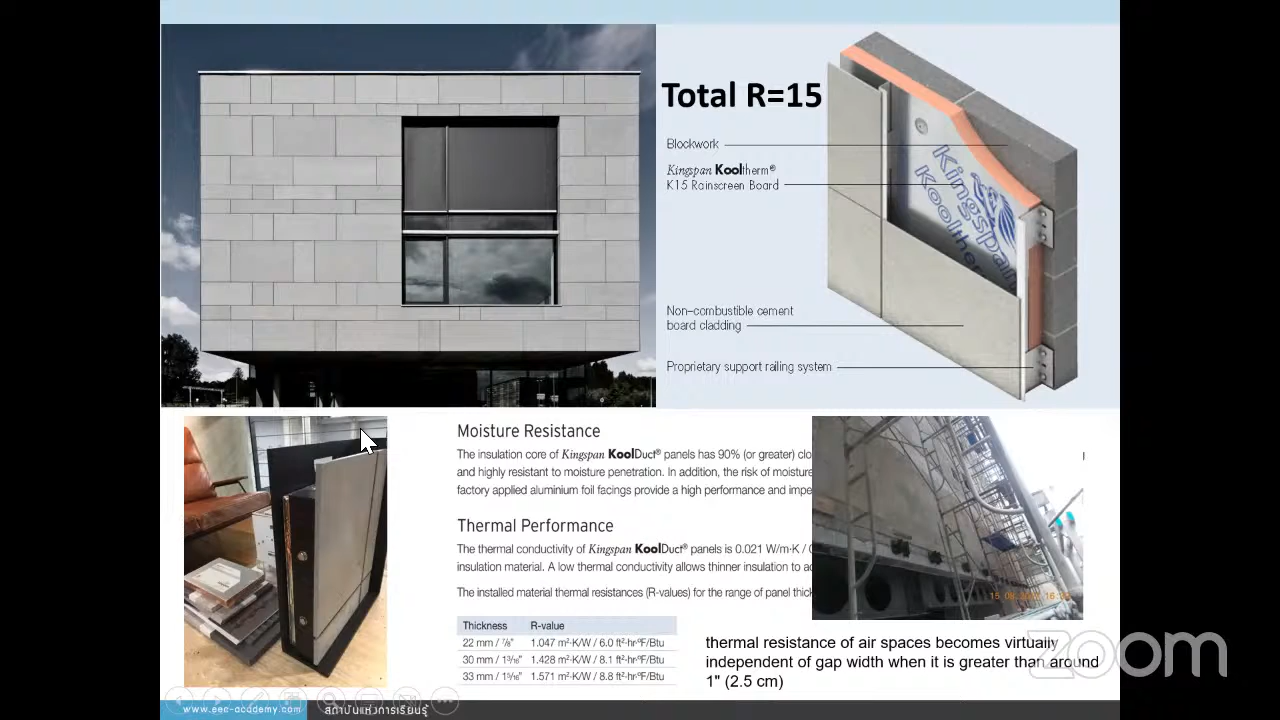 Total R=15
Blockwork
Kingspan Kooltherm®
K15 Rainscreen Board
Kingspan
Kooltherm
Non–combustible cement
board cladding
Proprietary support railing system
Moisture Resistance
The insulation core of Kingspan KoolDuct® panels has 90% (or greater) clo
and highly resistant to moisture penetration. In addition, the risk of moisture
factory applied aluminium foil facings provide a high performance and impe
Thermal Performance
The thermal conductivity of Kingspan KoolDuct® panels is 0.021 W/m·K /
insulation material. A low thermal conductivity allows thinner insulation to
The installed material thermal resistances (R-values) for the range of panel thick
Thickness R-value
22 mm / ⅞" 1.047 m²·K/W / 6.0 ft²·hr·ºF/Btu
30 mm / 1³⁄₁₆" 1.428 m²·K/W / 8.1 ft²·hr·ºF/Btu
33 mm / 1⁵⁄₁₆" 1.571 m²·K/W / 8.8 ft²·hr·ºF/Btu
thermal resistance of air spaces becomes virtually
independent of gap width when it is greater than around
1" (2.5 cm)
zoom
www.eec-academy.com สถาบันแห่งการเรียนรู้